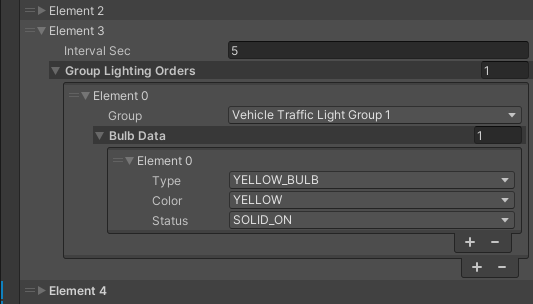 Element 2
Element 3
Interval Sec 5
Group Lighting Orders 1
Element 0
Group Vehicle Traffic Light Group 1
Bulb Data 1
Element 0
Type YELLOW_BULB
Color YELLOW
Status SOLID_ON
+ −
+ −
Element 4